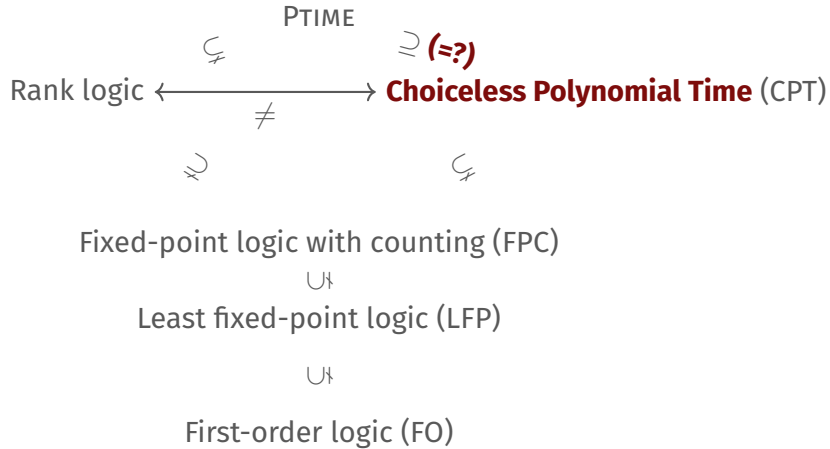 PTIME
⊊ ⊇ (=?)
Rank logic ⟷ Choiceless Polynomial Time (CPT)
≠
⊊ ⊊
Fixed-point logic with counting (FPC)
⊊
Least fixed-point logic (LFP)
⊊
First-order logic (FO)